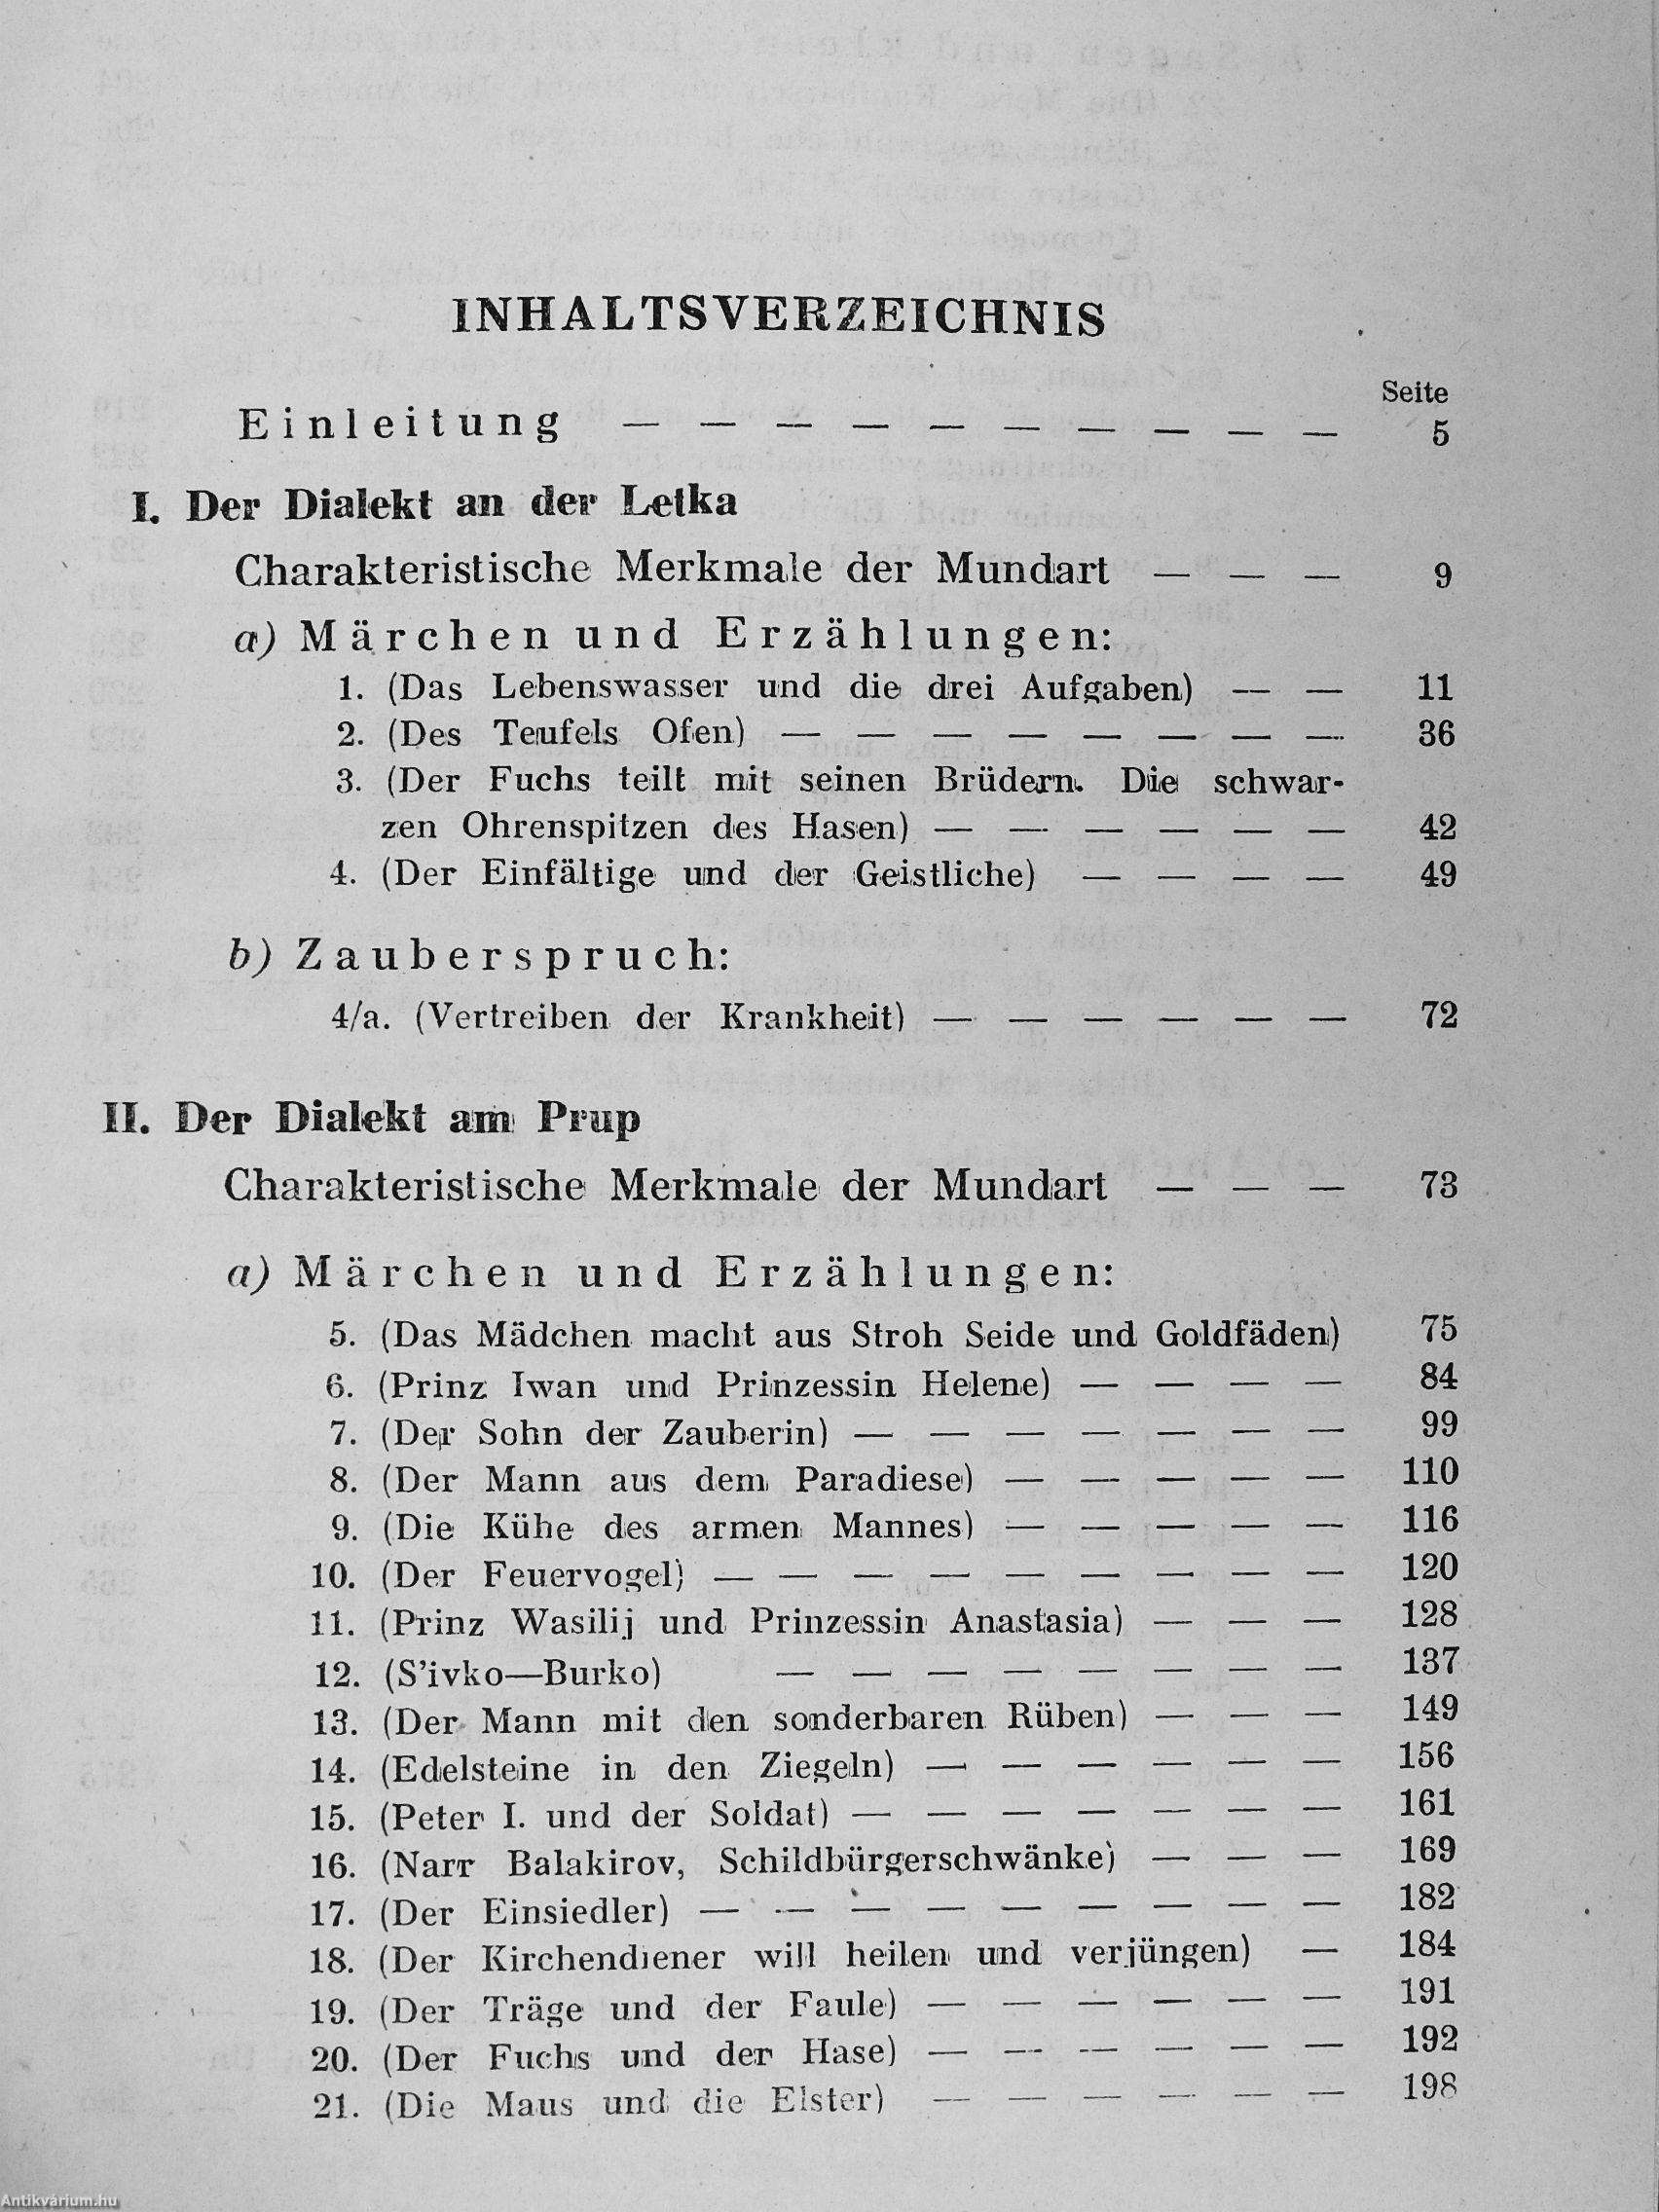 INHALTSVERZEICHNIS
Seite
Einleitung — — — — — — — — — — 5
I. Der Dialekt an der Letka
Charakteristische Merkmale der Mundart — — — 9
a) Märchen und Erzählungen:
1. (Das Lebenswasser und die drei Aufgaben) — — 11
2. (Des Teufels Ofen) — — — — — — — — 36
3. (Der Fuchs teilt mit seinen Brüdern. Die schwar-
zen Ohrenspitzen des Hasen) — — — — — — 42
4. (Der Einfältige und der Geistliche) — — — — 49
b) Zauberspruch:
4/a. (Vertreiben der Krankheit) — — — — — — 72
II. Der Dialekt am Prup
Charakteristische Merkmale der Mundart — — — 73
a) Märchen und Erzählungen:
5. (Das Mädchen macht aus Stroh Seide und Goldfäden) 75
6. (Prinz Iwan und Prinzessin Helene) — — — — 84
7. (Der Sohn der Zauberin) — — — — — — — 99
8. (Der Mann aus dem Paradiese) — — — — — 110
9. (Die Kühe des armen Mannes) — — — — — 116
10. (Der Feuervogel) — — — — — — — — — 120
11. (Prinz Wasilij und Prinzessin Anastasia) — — — 128
12. (S'ivko—Burko) — — — — — — — — 137
13. (Der Mann mit den sonderbaren Rüben) — — — 149
14. (Edelsteine in den Ziegeln) — — — — — — 156
15. (Peter I. und der Soldat) — — — — — — — 161
16. (Narr Balakirov, Schildbürgerschwänke) — — — 169
17. (Der Einsiedler) — — — — — — — — — 182
18. (Der Kirchendiener will heilen und verjüngen) — 184
19. (Der Träge und der Faule) — — — — — — 191
20. (Der Fuchs und der Hase) — — — — — — 192
21. (Die Maus und die Elster) — — — — — — 198
Antikvárium.hu